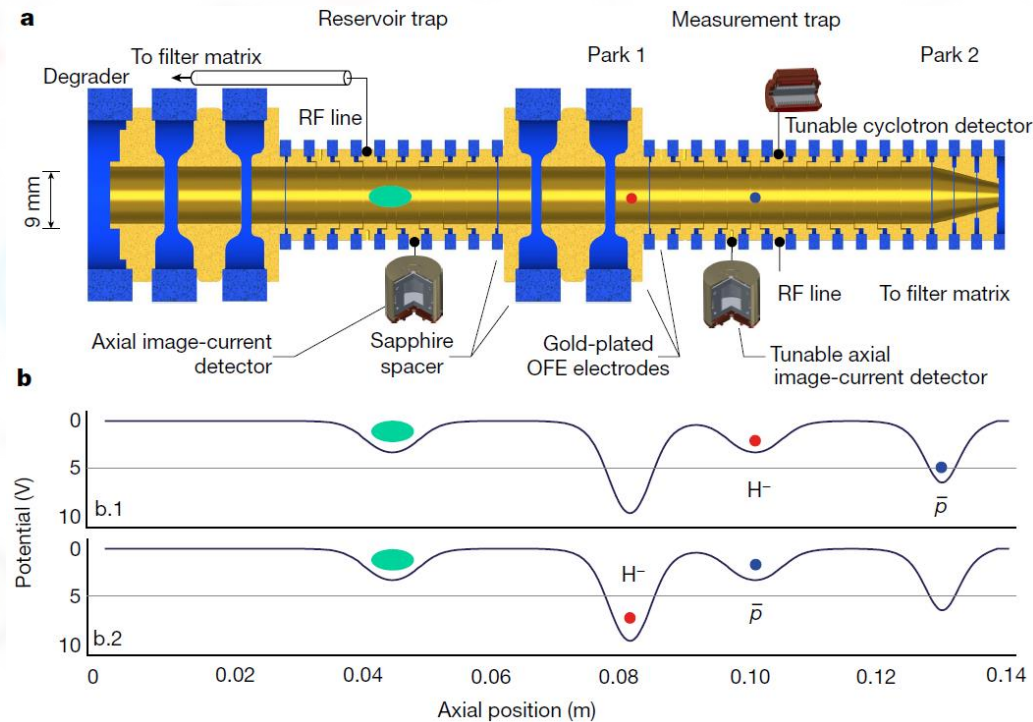 a
Reservoir trap
Measurement trap
To filter matrix
Park 1
Park 2
Degrader
RF line
Tunable cyclotron detector
9 mm
RF line
To filter matrix
Axial image-current
detector
Sapphire
spacer
Gold-plated
OFE electrodes
Tunable axial
image-current detector
b
Potential (V)
0
5
10
b.1
H⁻
p̅
0
5
10
b.2
H⁻
p̅
0
0.02
0.04
0.06
0.08
0.10
0.12
0.14
Axial position (m)